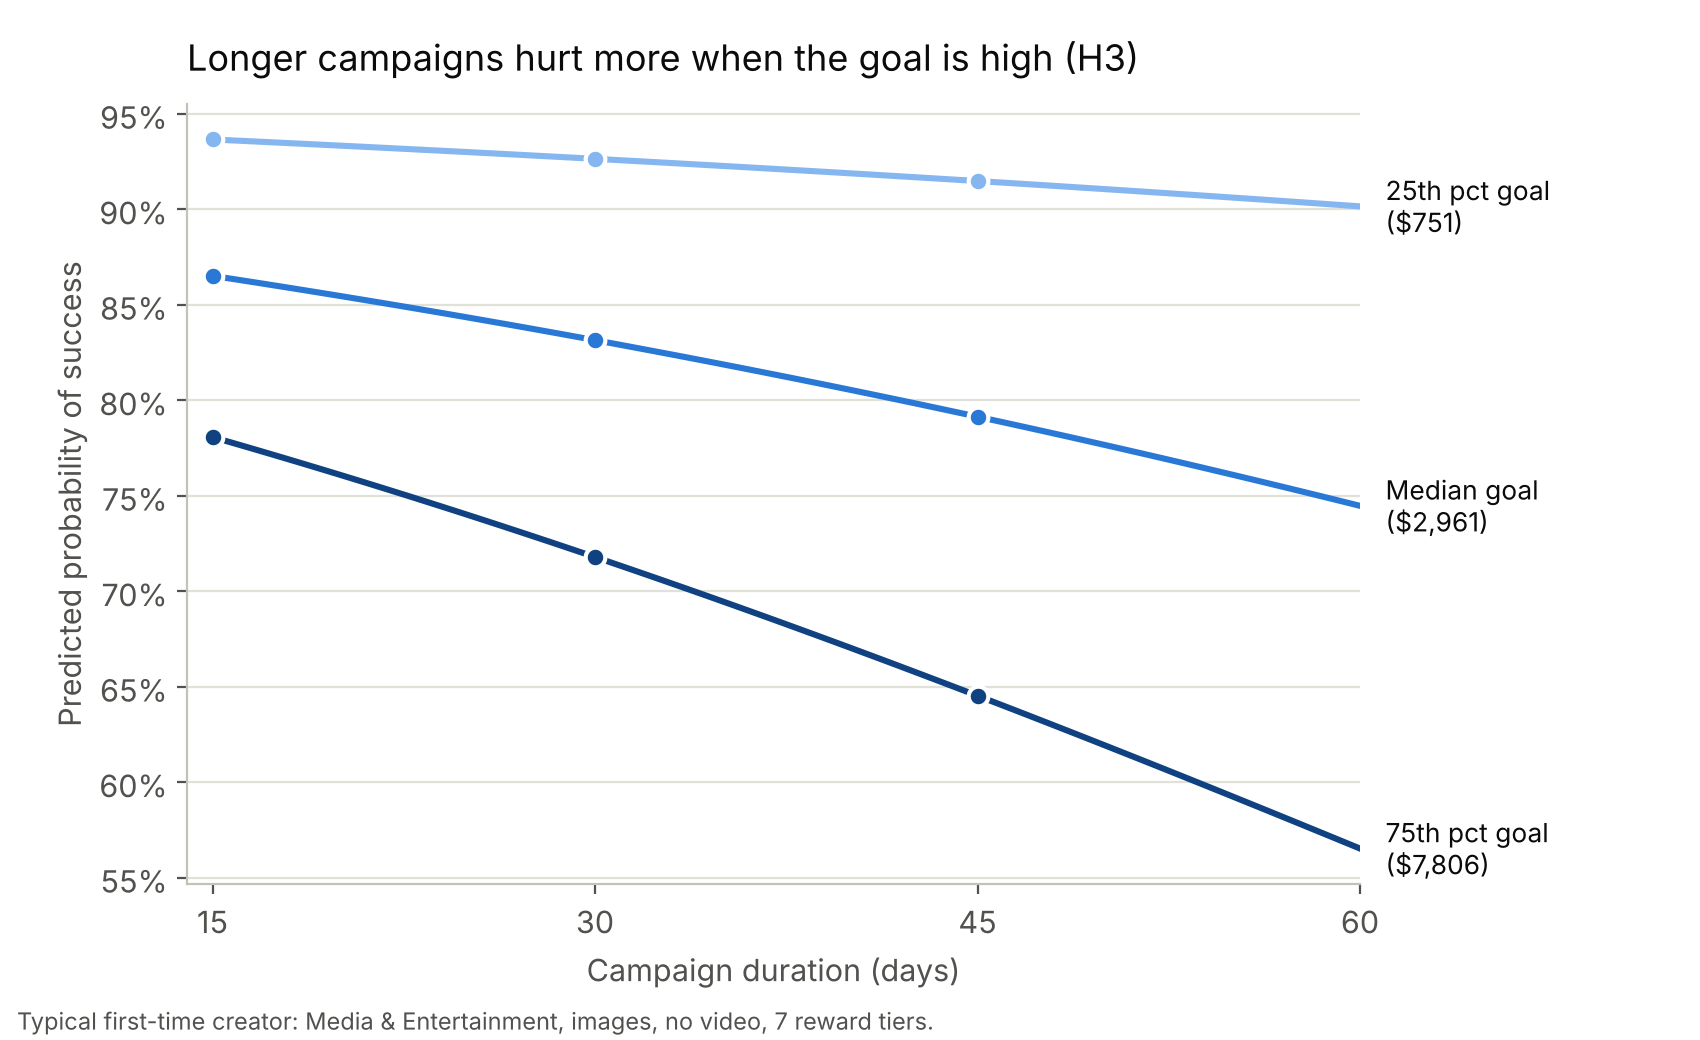 Longer campaigns hurt more when the goal is high (H3)
95%
90%
85%
80%
75%
70%
65%
60%
55%
Predicted probability of success
25th pct goal
($751)
Median goal
($2,961)
75th pct goal
($7,806)
15
30
45
60
Campaign duration (days)
Typical first-time creator: Media & Entertainment, images, no video, 7 reward tiers.